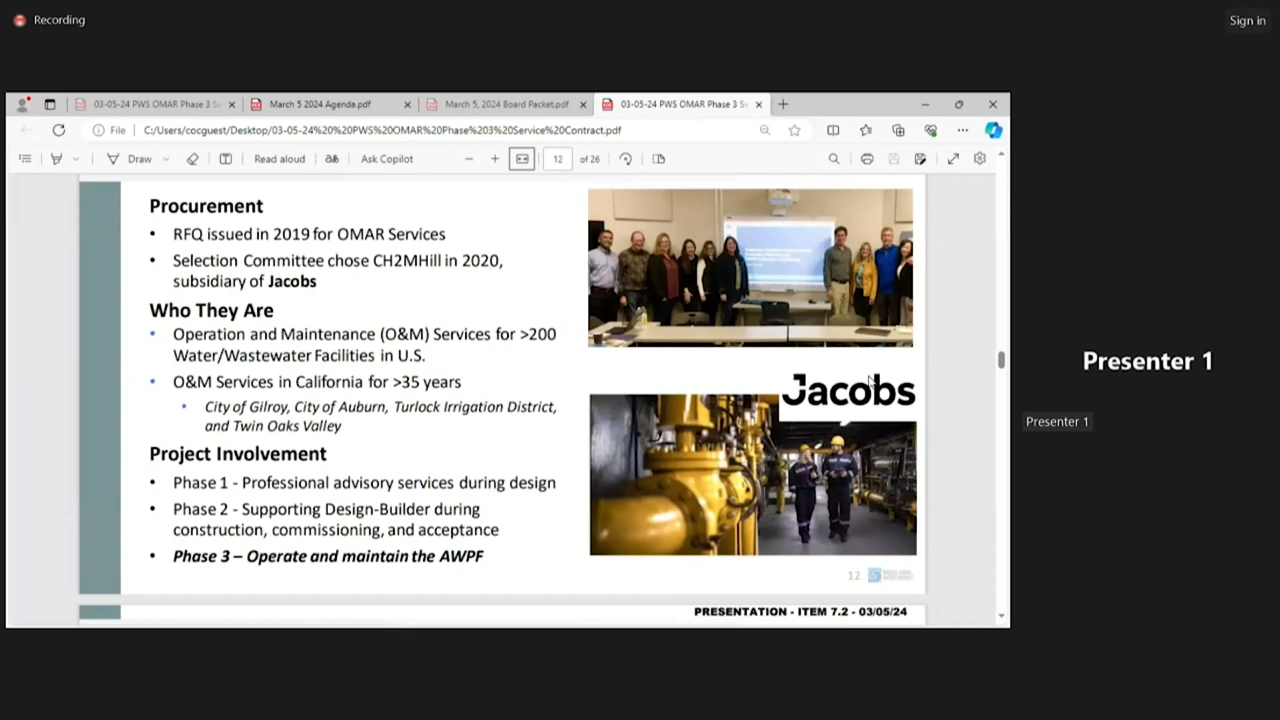 Recording
Sign in
03-05-24 PWS OMAR Phase 3 Se
March 5 2024 Agenda.pdf
March 5, 2024 Board Packet.pdf
03-05-24 PWS OMAR Phase 3 Se
File
C:/Users/cocguest/Desktop/03-05-24%20%20PWS%20OMAR%20Phase%203%20Service%20Contract.pdf
Draw
Read aloud
Ask Copilot
12
of 26
Procurement
• RFQ issued in 2019 for OMAR Services
• Selection Committee chose CH2MHill in 2020,
subsidiary of Jacobs
Who They Are
• Operation and Maintenance (O&M) Services for >200
Water/Wastewater Facilities in U.S.
• O&M Services in California for >35 years
• City of Gilroy, City of Auburn, Turlock Irrigation District,
and Twin Oaks Valley
Project Involvement
• Phase 1 - Professional advisory services during design
• Phase 2 - Supporting Design-Builder during
construction, commissioning, and acceptance
• Phase 3 – Operate and maintain the AWPF
Jacobs
12
PRESENTATION - ITEM 7.2 - 03/05/24
Presenter 1
Presenter 1